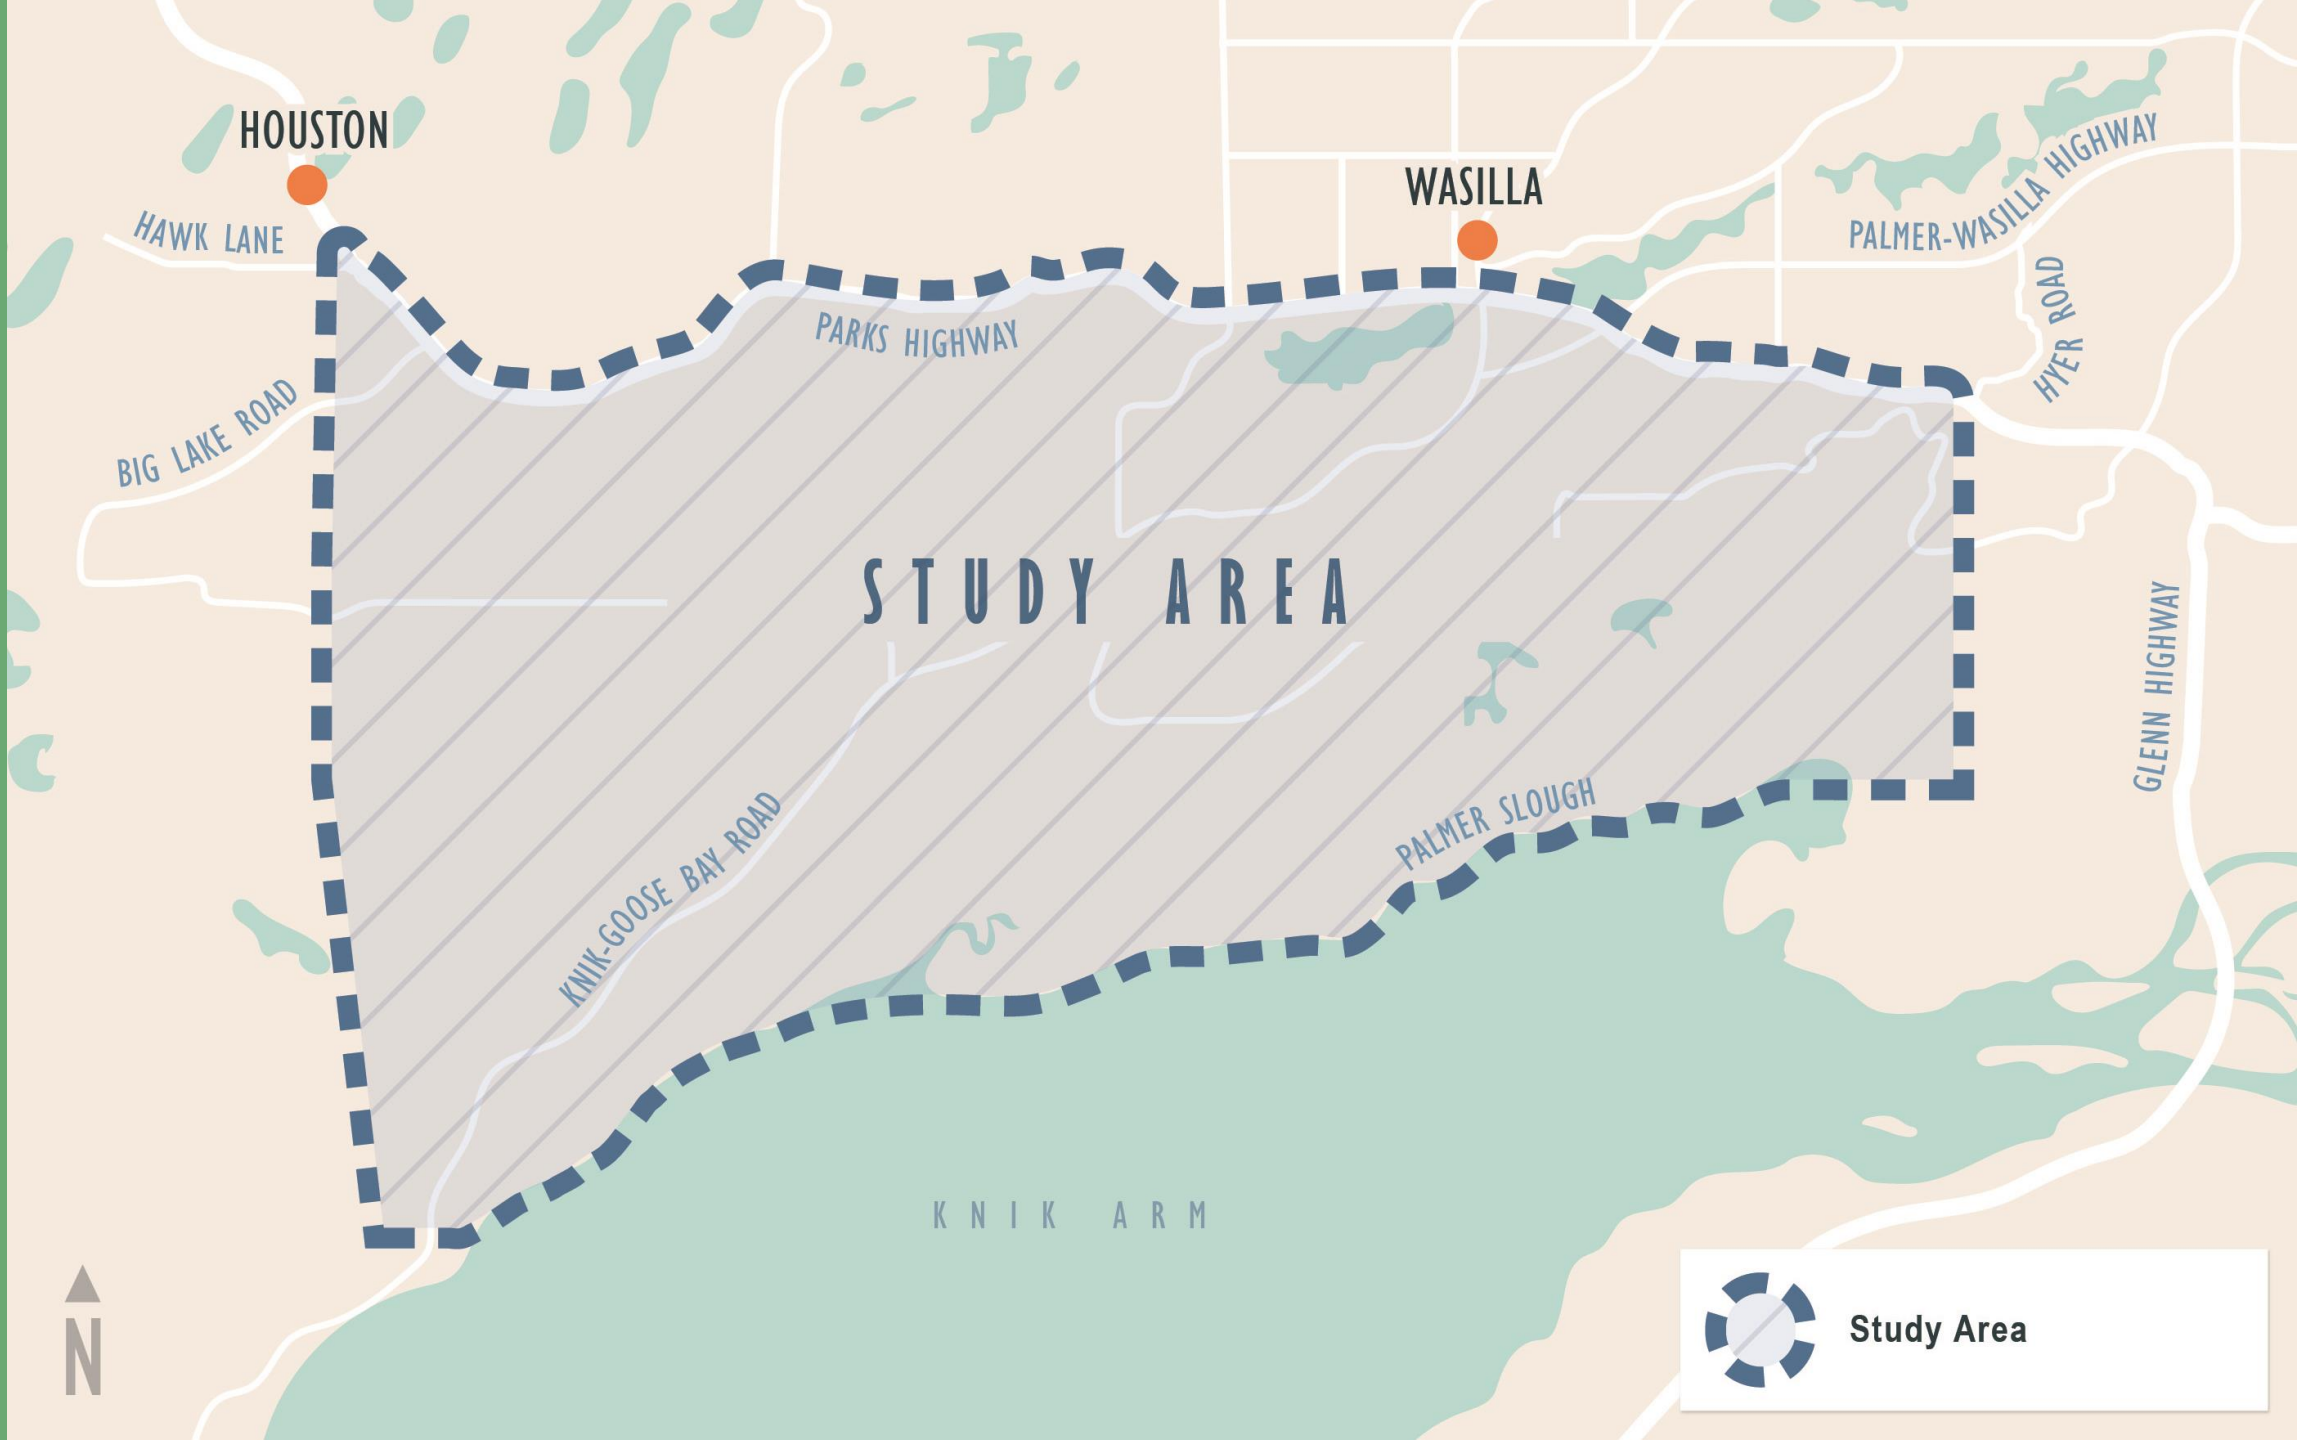 HOUSTON
WASILLA
PALMER-WASILLA HIGHWAY
HAWK LANE
HYER ROAD
PARKS HIGHWAY
BIG LAKE ROAD
STUDY AREA
GLENN HIGHWAY
KNIK-GOOSE BAY ROAD
PALMER SLOUGH
KNIK ARM
N
Study Area